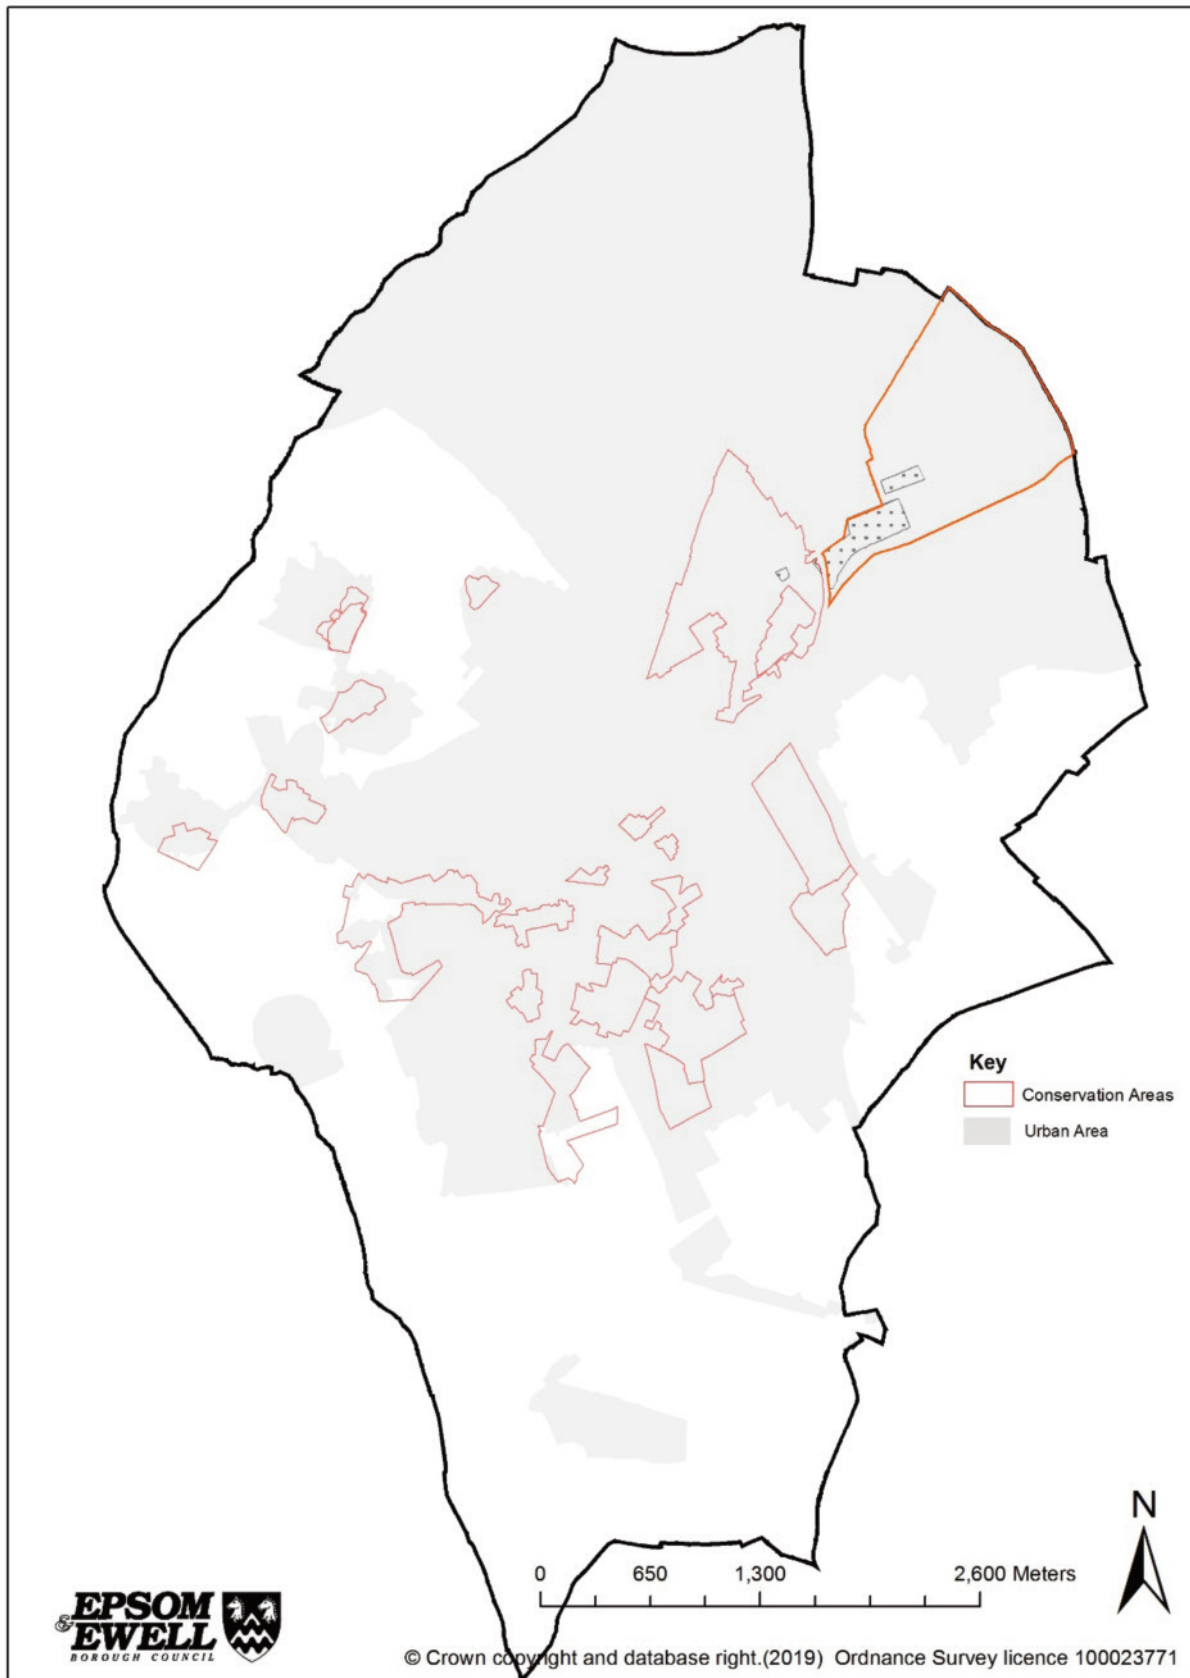 Key
Conservation Areas
Urban Area
N
0 650 1,300 2,600 Meters
EPSOM
& EWELL
BOROUGH COUNCIL
© Crown copyright and database right.(2019) Ordnance Survey licence 100023771